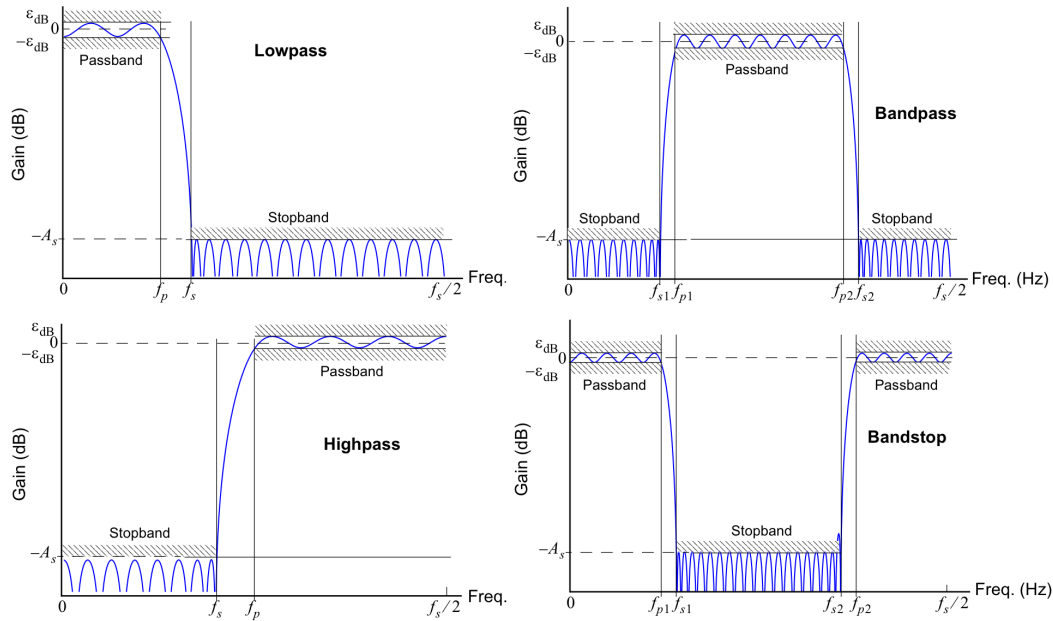 ε_dB
0
−ε_dB
Passband
Lowpass
Gain (dB)
Stopband
−A_s
0 f_p f_s f_s/2 Freq.
ε_dB
0
−ε_dB
Passband
Bandpass
Gain (dB)
Stopband Stopband
−A_s
0 f_s1 f_p1 f_p2 f_s2 f_s/2 Freq. (Hz)
ε_dB
0
−ε_dB
Passband
Highpass
Gain (dB)
Stopband
−A_s
0 f_s f_p f_s/2 Freq.
ε_dB
0
−ε_dB
Passband Passband
Bandstop
Gain (dB)
Stopband
−A_s
0 f_p1 f_s1 f_s2 f_p2 f_s/2 Freq. (Hz)